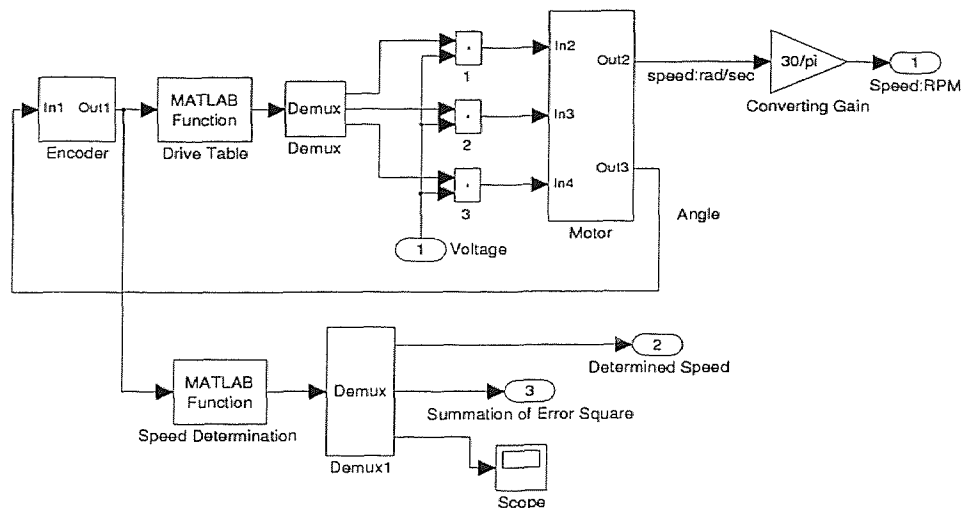 In1 Out1
Encoder
MATLAB
Function
Drive Table
Demux
Demux
1
2
3
1
Voltage
In2
In3
In4
Out2
Out3
Motor
speed:rad/sec
30/pi
Converting Gain
1
Speed:RPM
Angle
MATLAB
Function
Speed Determination
Demux
Demux1
2
Determined Speed
3
Summation of Error Square
Scope